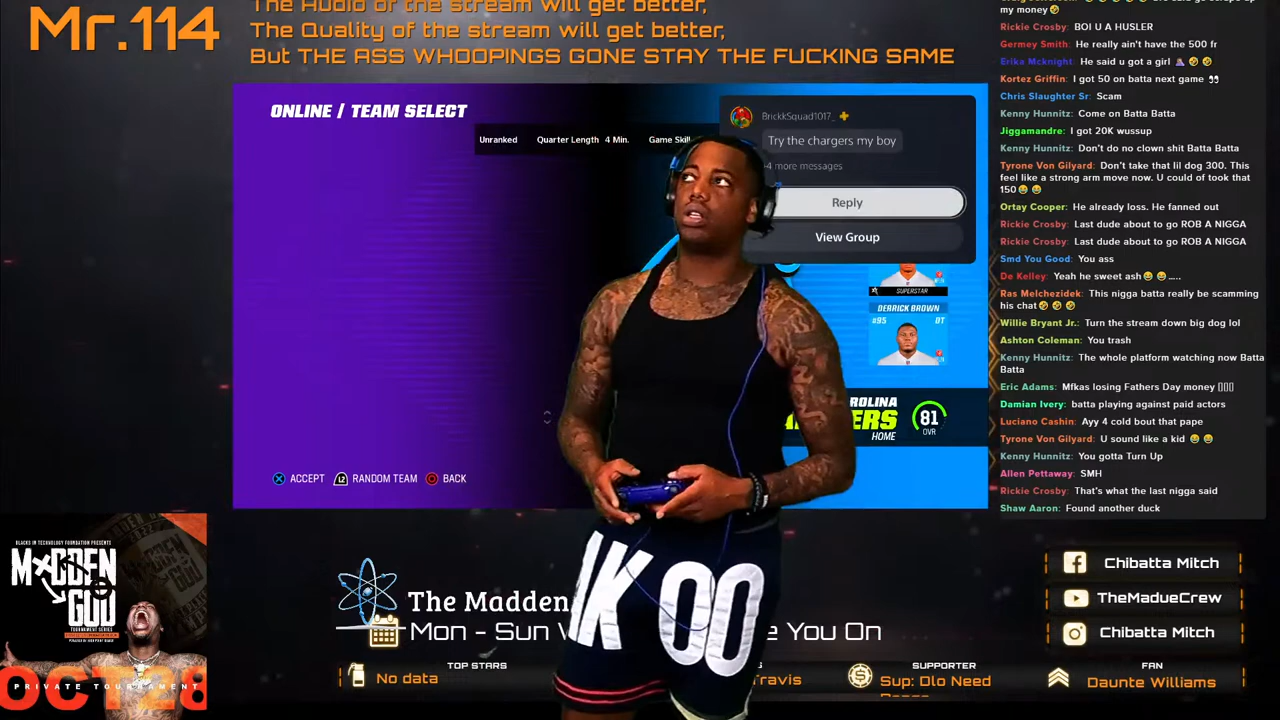 Mr.114
The Audio of the stream will get better,
The Quality of the stream will get better,
But THE ASS WHOOPINGS GONE STAY THE FUCKING SAME
ONLINE / TEAM SELECT
Unranked Quarter Length 4 Min. Game Skill
BrickkSquad1017_
Try the chargers my boy
+4 more messages
Reply
View Group
SUPERSTAR
DERRICK BROWN
#95 DT
HOME
81
OVR
ACCEPT
L2 RANDOM TEAM
BACK
my money🤣
Rickie Crosby: BOI U A HUSLER
Germey Smith: He really ain't have the 500 fr
Erika Mcknight: He said u got a girl 🤣 🤣
Kortez Griffin: I got 50 on batta next game 👀
Chris Slaughter Sr: Scam
Kenny Hunnitz: Come on Batta Batta
Jiggamandre: I got 20K wussup
Kenny Hunnitz: Don't do no clown shit Batta Batta
Tyrone Von Gilyard: Don't take that lil dog 300. This
feel like a strong arm move now. U could of took that
150😂 😂
Ortay Cooper: He already loss. He fanned out
Rickie Crosby: Last dude about to go ROB A NIGGA
Rickie Crosby: Last dude about to go ROB A NIGGA
Smd You Good: You ass
De Kelley: Yeah he sweet ash😂 😂.....
Ras Melchezidek: This nigga batta really be scamming
his chat🤣 🤣 🤣
Willie Bryant Jr.: Turn the stream down big dog lol
Ashton Coleman: You trash
Kenny Hunnitz: The whole platform watching now Batta
Batta
Eric Adams: Mfkas losing Fathers Day money
Damian Ivery: batta playing against paid actors
Luciano Cashin: Ayy 4 cold bout that pape
Tyrone Von Gilyard: U sound like a kid 😂 😂
Kenny Hunnitz: You gotta Turn Up
Allen Pettaway: SMH
Rickie Crosby: That's what the last nigga said
Shaw Aaron: Found another duck
BLACKS IN TECHNOLOGY FOUNDATION PRESENTS
MADDEN
GOD
TOURNAMENT SERIES
PRIVATE TOURNAMENT
The Madden
Mon - Sun W e You On
TOP STARS
No data
Travis
SUPPORTER
Sup: Dlo Need
FAN
Daunte Williams
Chibatta Mitch
TheMadueCrew
Chibatta Mitch